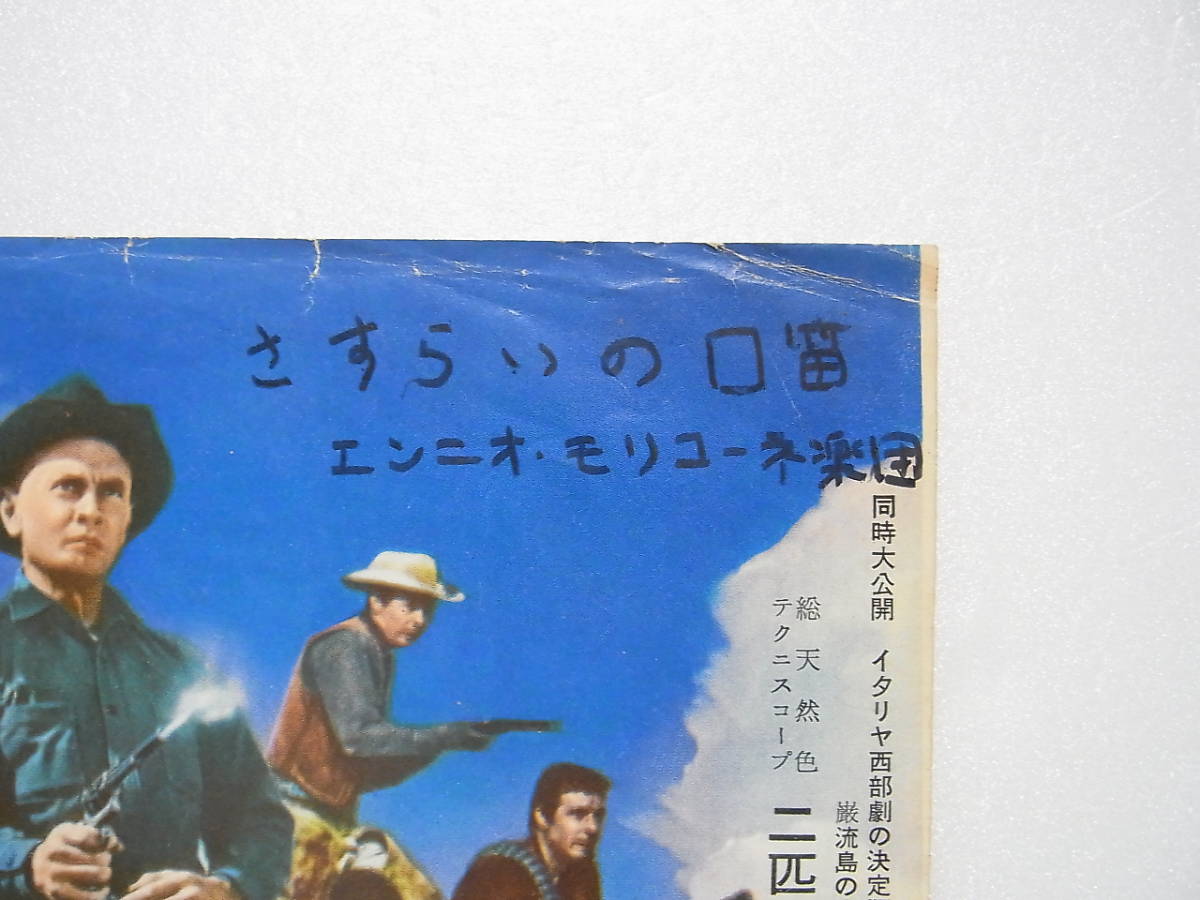 さすらいの口笛
エンニオ・モリコーネ楽団
同時大公開 イタリヤ西部劇の決定
巌流島の
総天然色
テクニスコープ
二匹